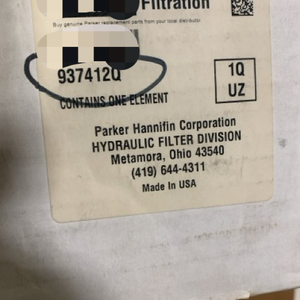 Filtration
Buy genuine Parker replacement parts from your local distributor.
937412Q
1Q
UZ
CONTAINS ONE ELEMENT
Parker Hannifin Corporation
HYDRAULIC FILTER DIVISION
Metamora, Ohio 43540
(419) 644-4311
Made In USA